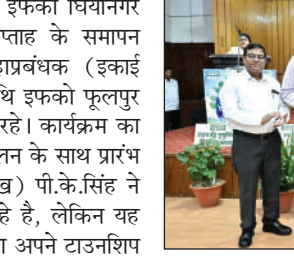 इफको घियानगर
प्ताह के समापन
हाप्रबंधक (इकाई
थि इफको फूलपुर
रहे। कार्यक्रम का
लन के साथ प्रारंभ
ख) पी.के.सिंह ने
हे है, लेकिन यह
अपने टाउनशिप